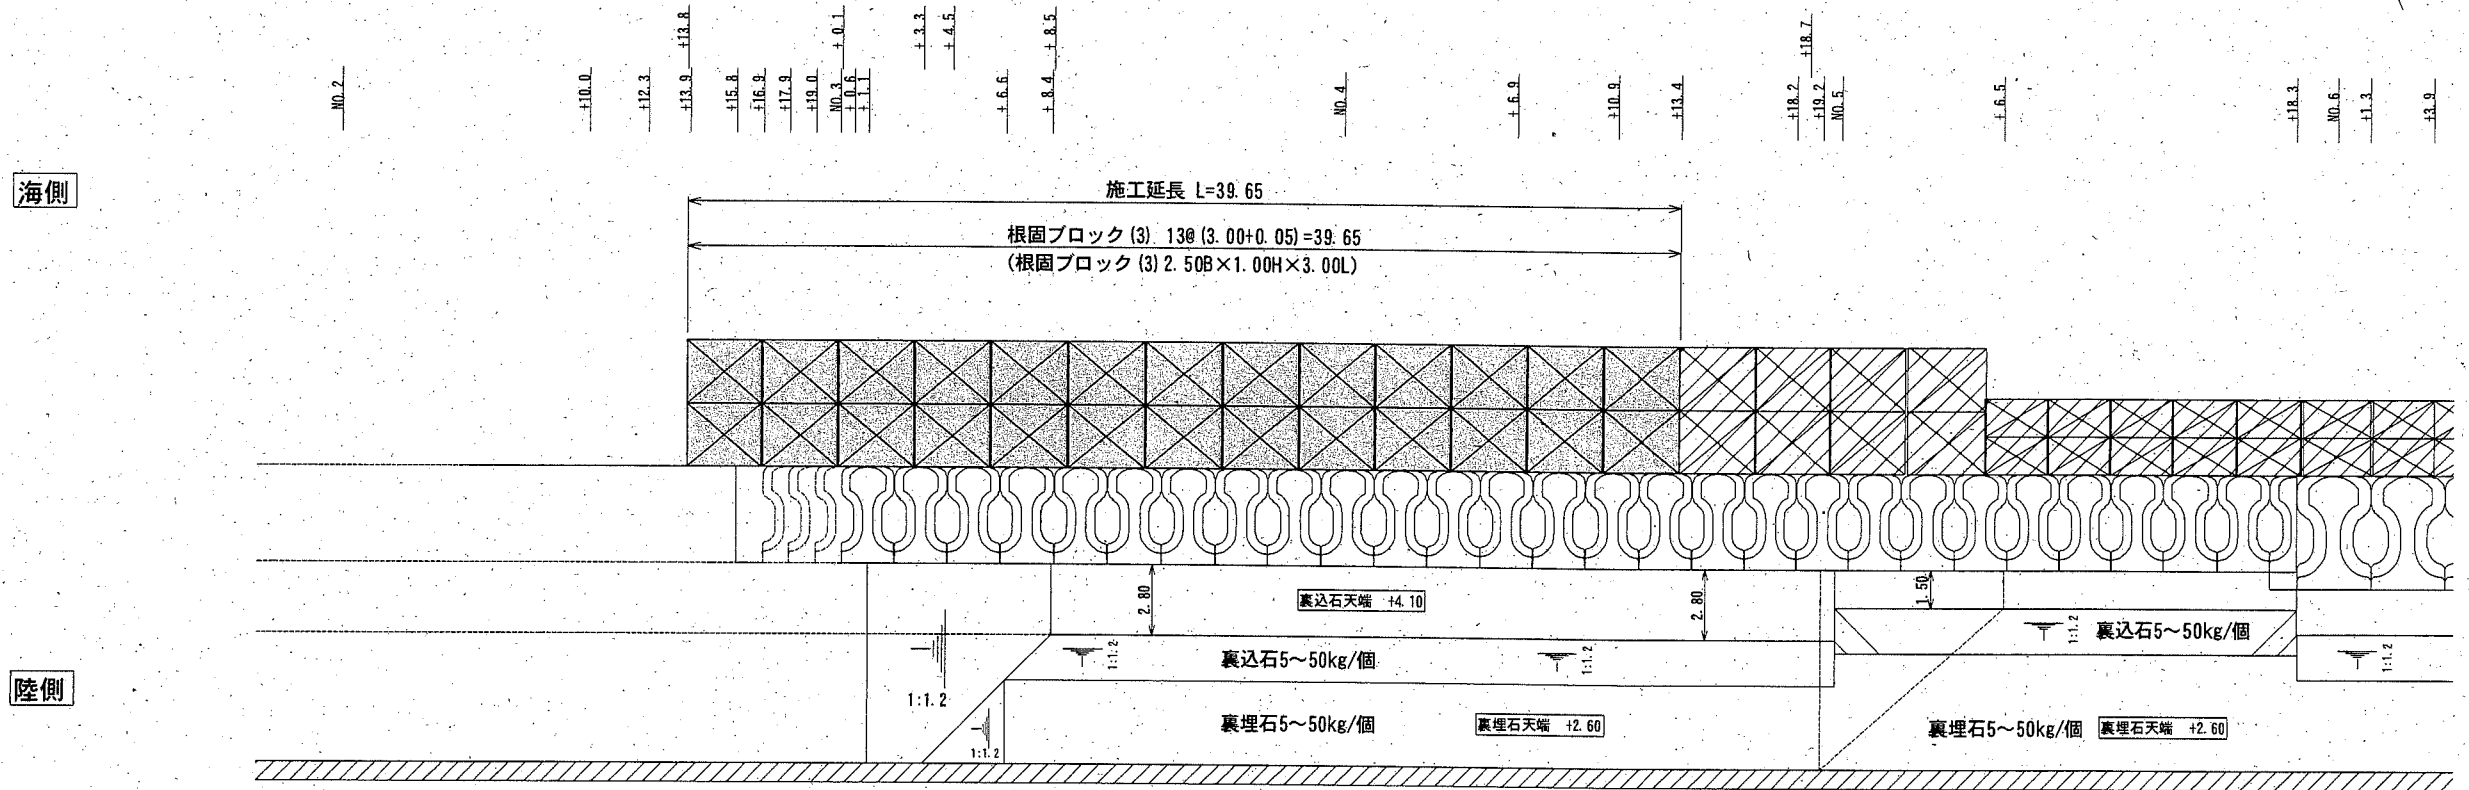 +13.8
+ 0.1
+ 3.3
+ 4.5
+ 8.5
+18.7
NO.2
+10.0
+12.3
+13.9
+15.8
+16.9
+17.9
+19.0
NO.3
+ 0.6
+ 1.1
+ 6.6
+ 8.4
NO.4
+ 6.9
+10.9
+13.4
+18.2
+19.2
NO.5
+ 6.5
+18.3
NO.6
+1.3
+3.9
海側
施工延長 L=39.65
根固ブロック(3) 13@(3.00+0.05)=39.65
(根固ブロック(3)2.50B×1.00H×3.00L)
2.80
裏込石天端 +4.10
2.80
1.50
1:1.2
裏込石5〜50kg/個
1:1.2
裏込石5〜50kg/個
1:1.2
1:1.2
陸側
1:1.2
裏埋石5〜50kg/個
裏埋石天端 +2.60
裏埋石5〜50kg/個
裏埋石天端 +2.60
1:1.2